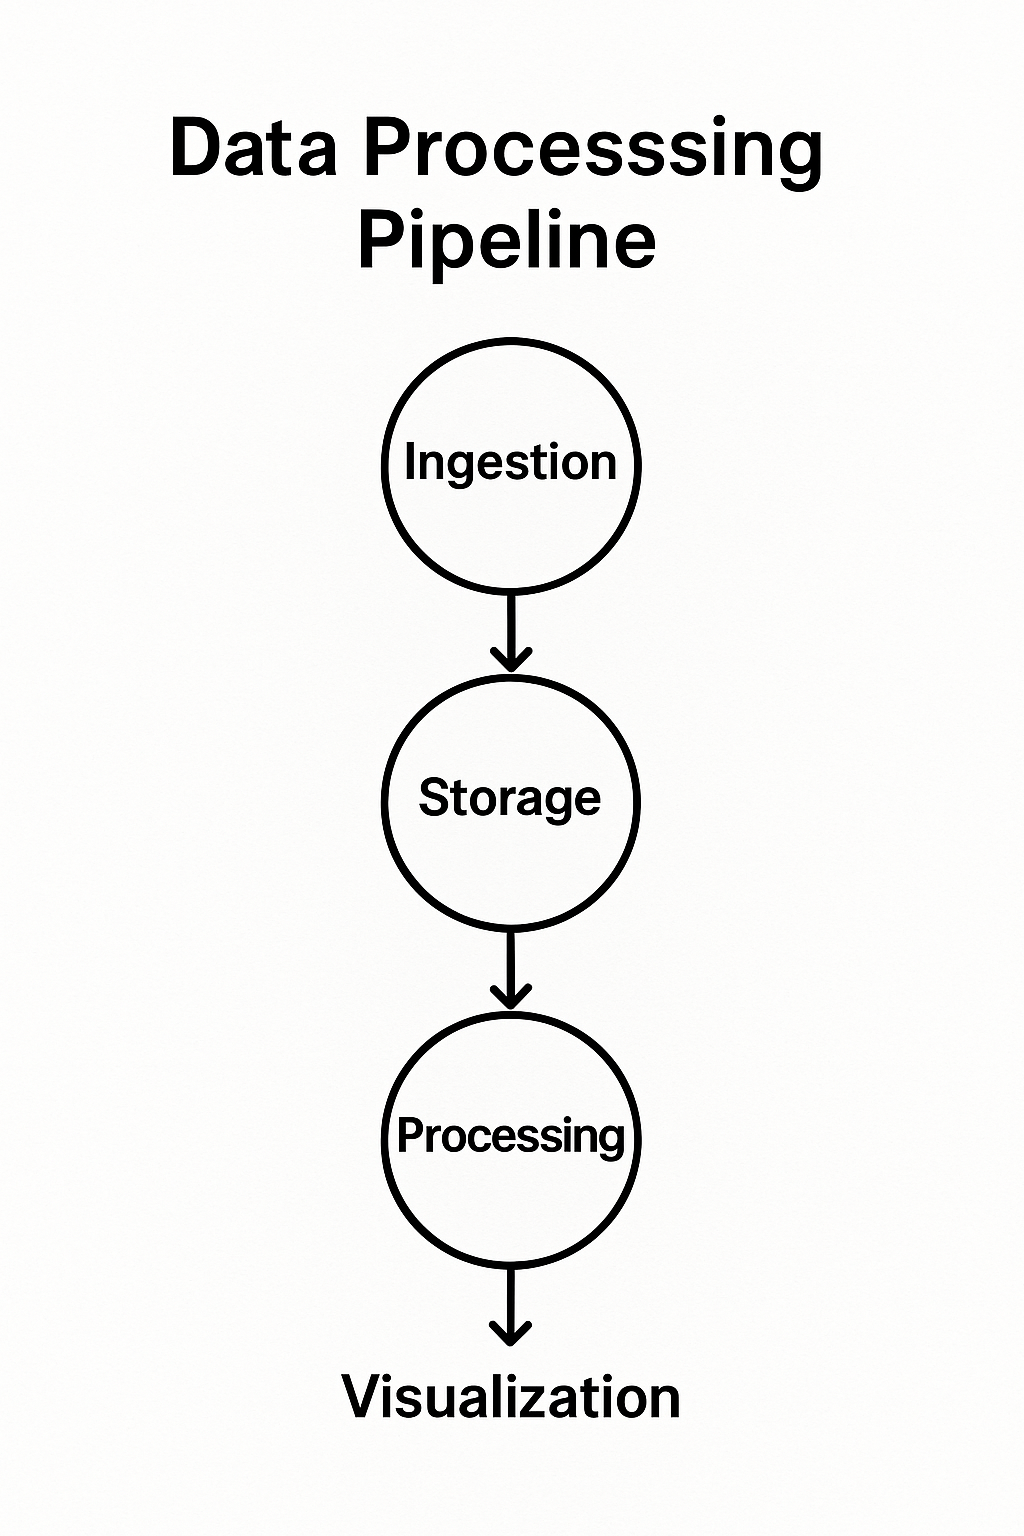 Data Processsing
Pipeline
Ingestion
Storage
Processing
Visualization